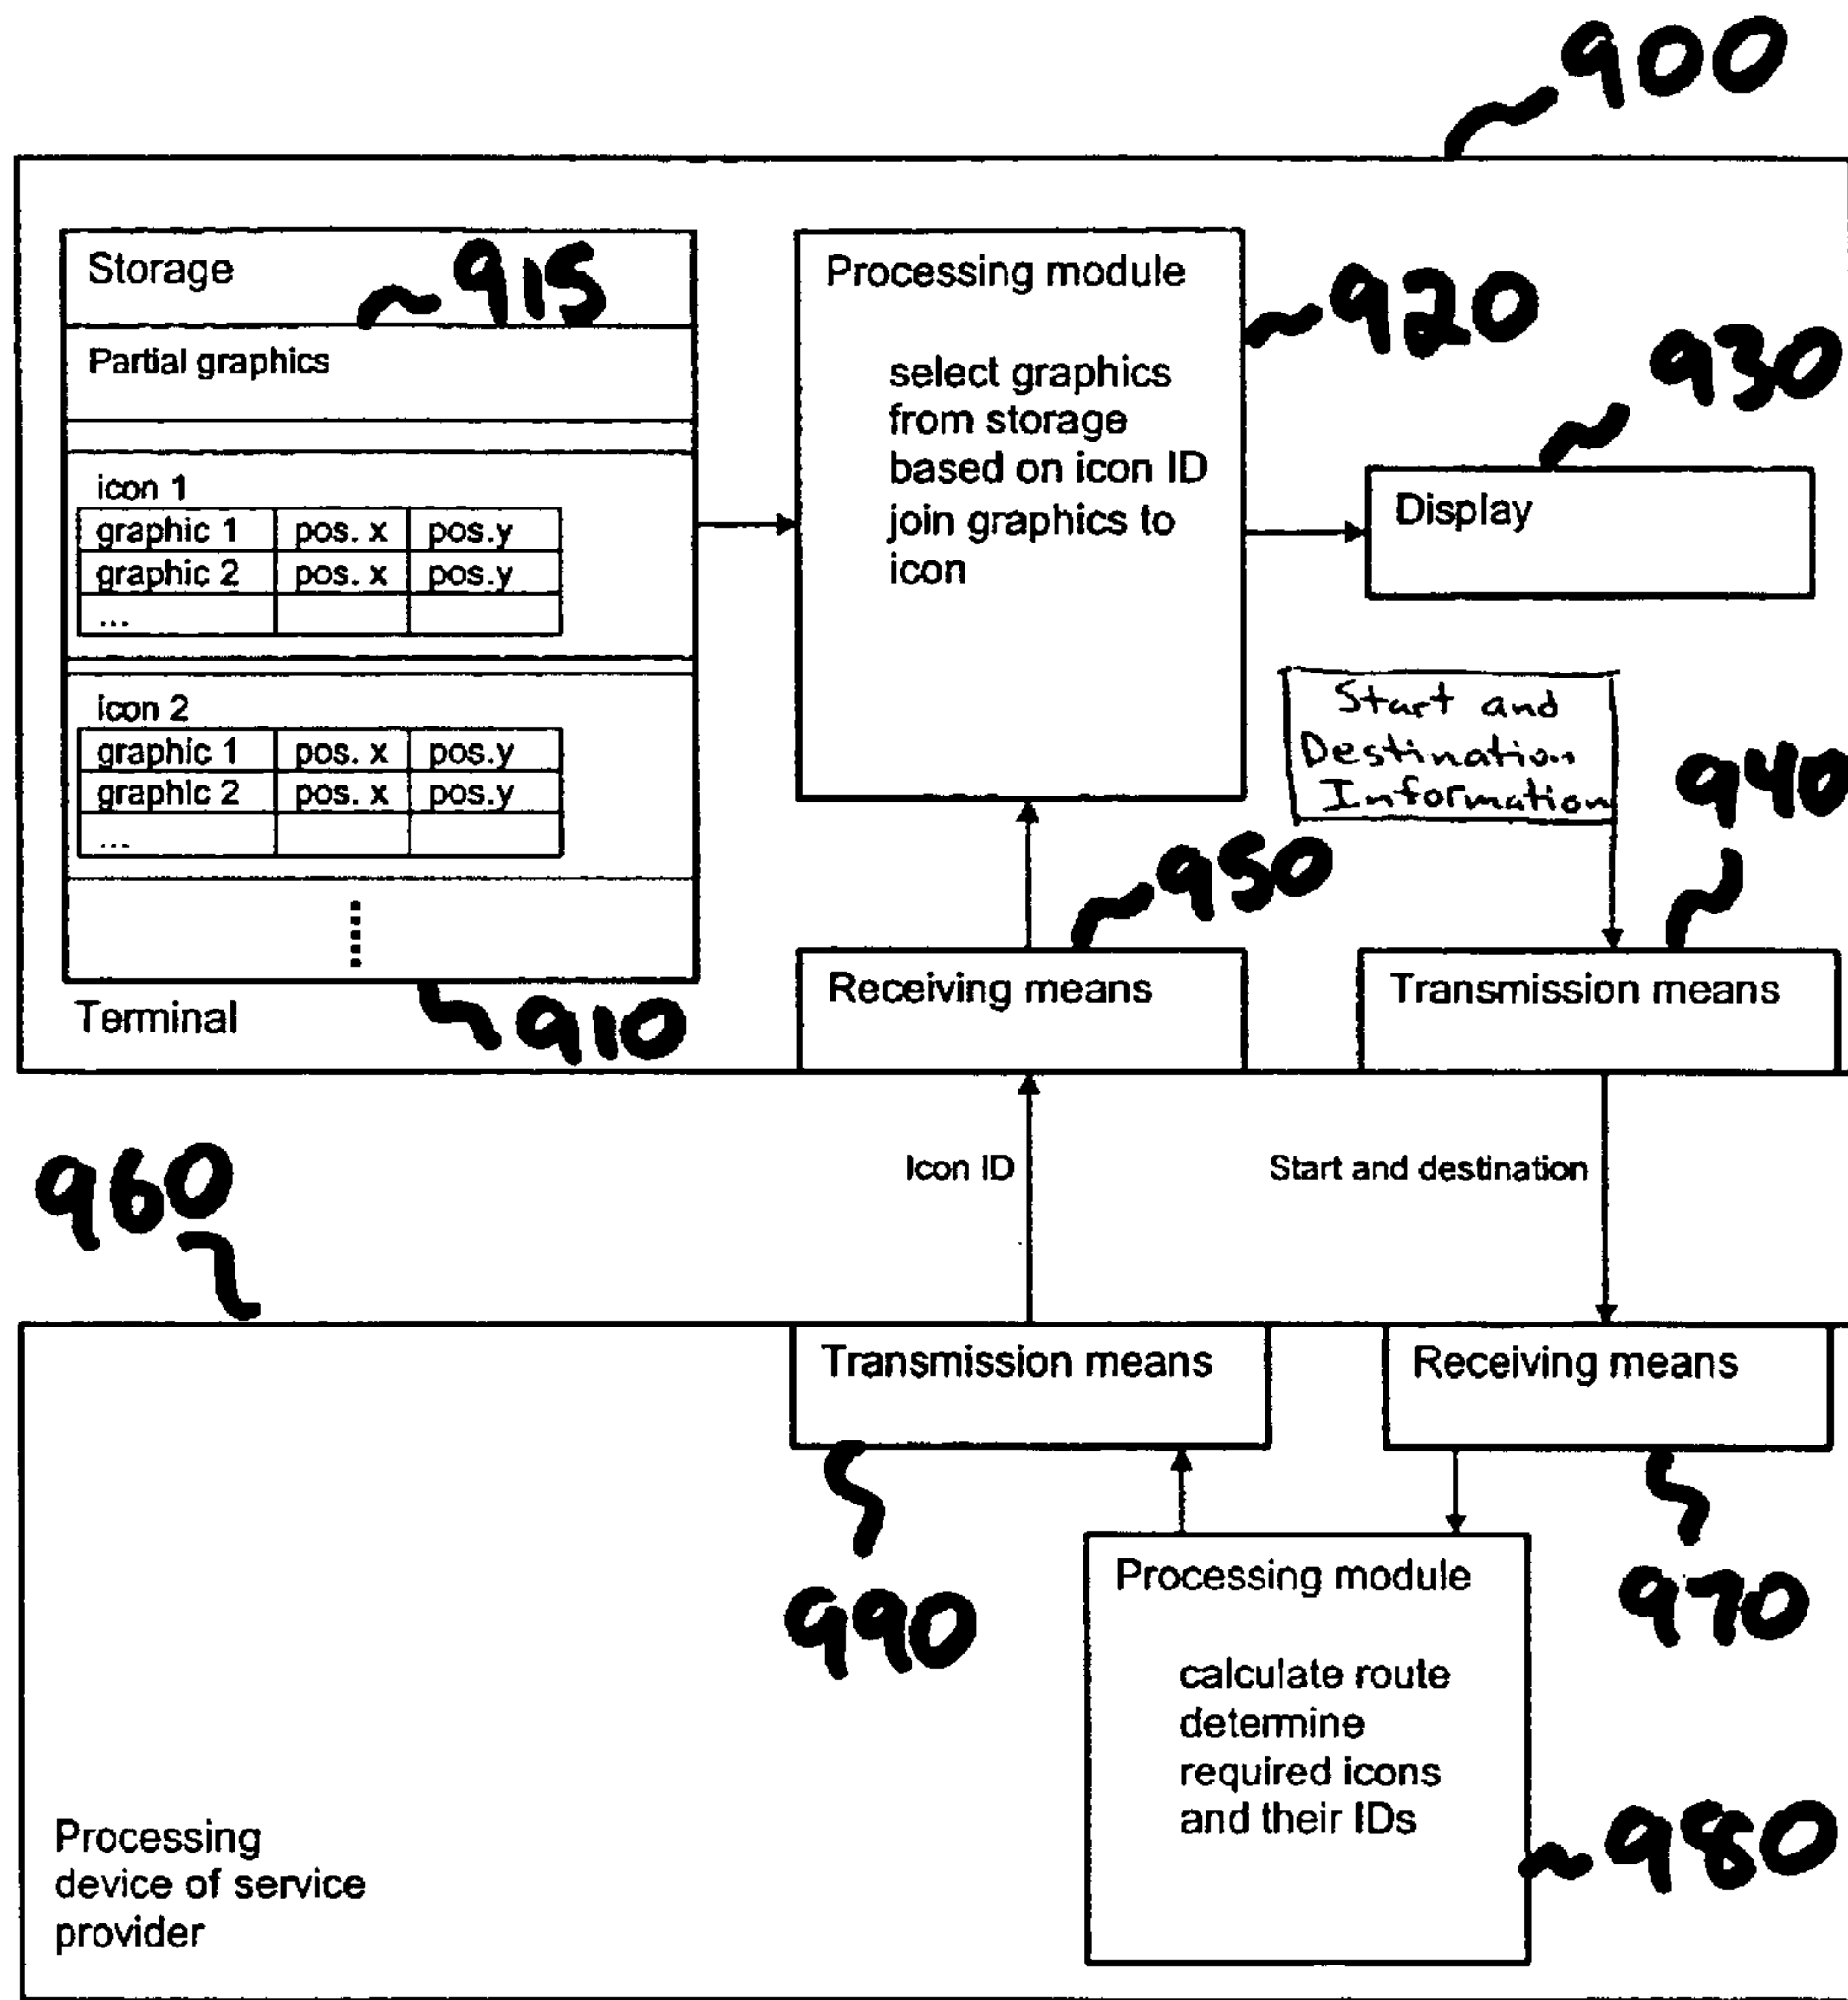 900
Storage
915
Partial graphics
icon 1
graphic 1 pos. x pos.y
graphic 2 pos. x pos.y
...
icon 2
graphic 1 pos. x pos.y
graphic 2 pos. x pos.y
...
Terminal
910
Processing module
select graphics
from storage
based on icon ID
join graphics to
icon
920
930
Display
Start and
Destination
Information
940
950
Receiving means
Transmission means
Icon ID
Start and destination
960
Transmission means
Receiving means
990
970
Processing module
calculate route
determine
required icons
and their IDs
980
Processing
device of service
provider